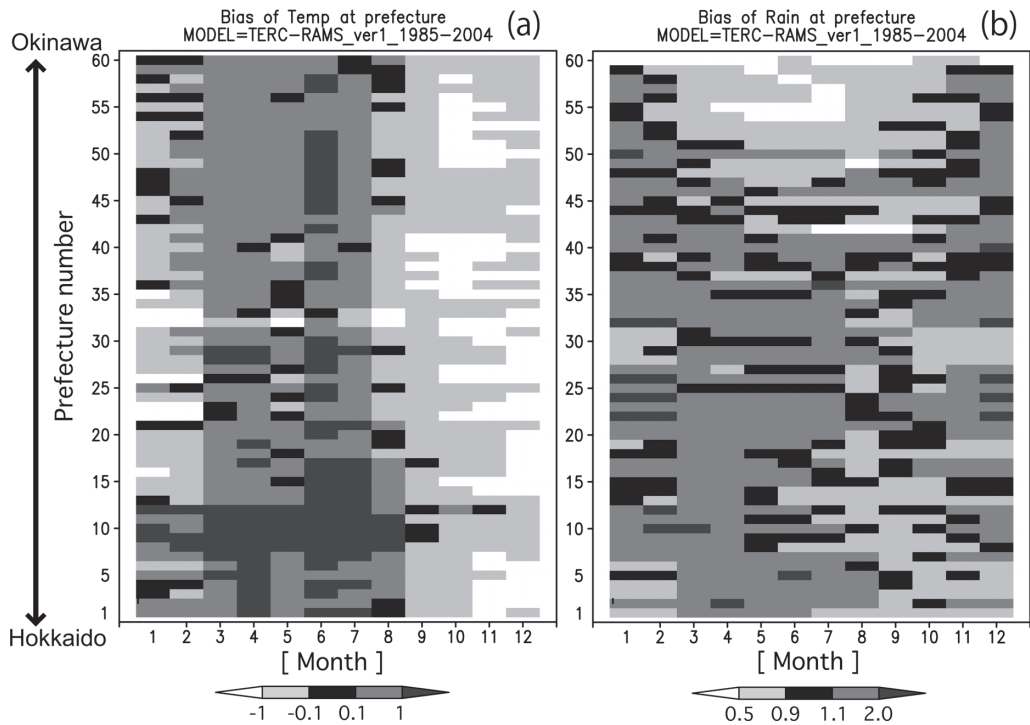 Bias of Temp at prefecture
MODEL=TERC-RAMS_ver1_1985-2004
(a)
Bias of Rain at prefecture
MODEL=TERC-RAMS_ver1_1985-2004
(b)
Okinawa
Prefecture number
Hokkaido
60
55
50
45
40
35
30
25
20
15
10
5
1
1 2 3 4 5 6 7 8 9 10 11 12
[ Month ]
-1 -0.1 0.1 1
60
55
50
45
40
35
30
25
20
15
10
5
1
1 2 3 4 5 6 7 8 9 10 11 12
[ Month ]
0.5 0.9 1.1 2.0